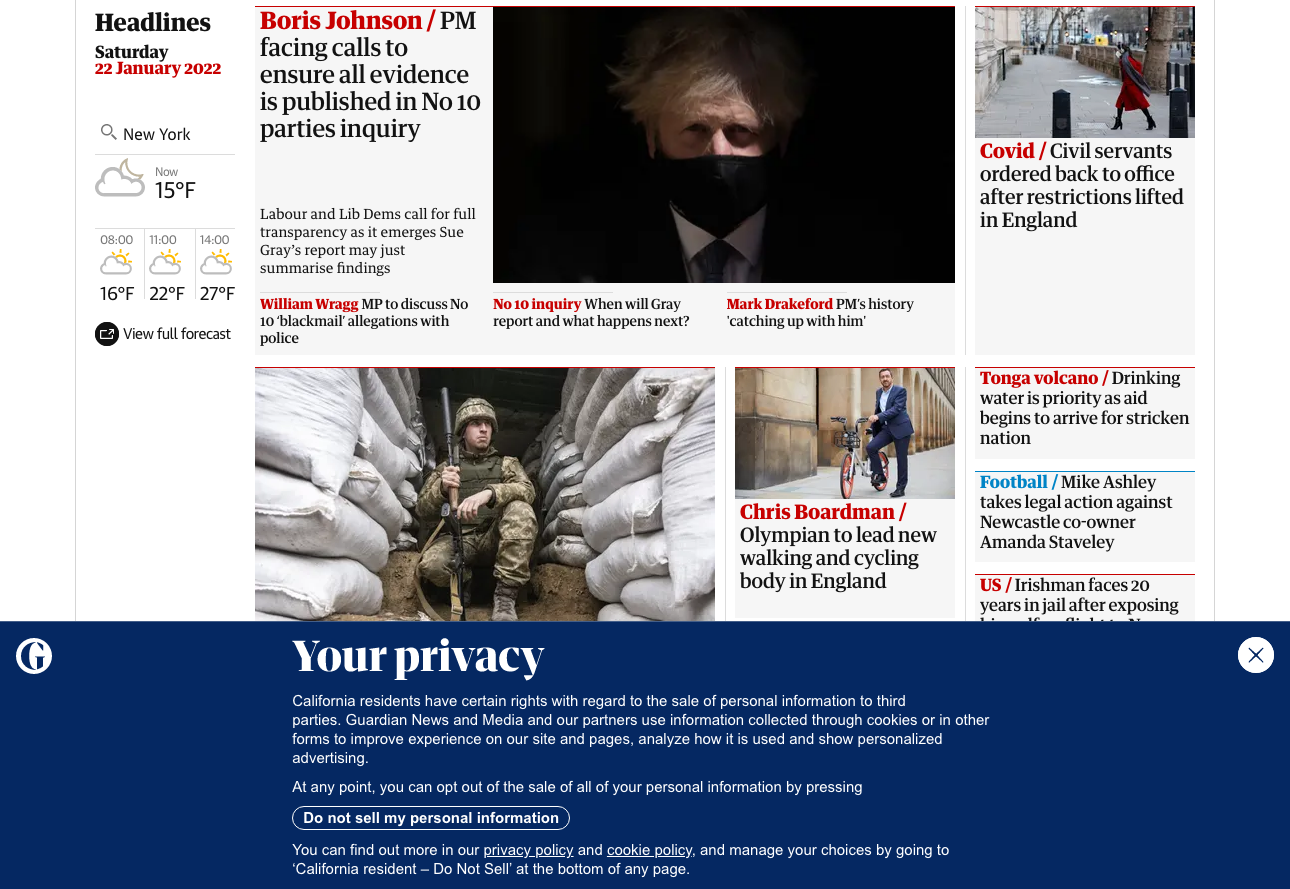 Headlines
Saturday
22 January 2022
New York
Now
15°F
08:00
11:00
14:00
16°F
22°F
27°F
View full forecast
Boris Johnson / PM
facing calls to
ensure all evidence
is published in No 10
parties inquiry
Labour and Lib Dems call for full
transparency as it emerges Sue
Gray’s report may just
summarise findings
William Wragg MP to discuss No
10 ‘blackmail’ allegations with
police
No 10 inquiry When will Gray
report and what happens next?
Mark Drakeford PM’s history
‘catching up with him’
Covid / Civil servants
ordered back to office
after restrictions lifted
in England
Chris Boardman /
Olympian to lead new
walking and cycling
body in England
Tonga volcano / Drinking
water is priority as aid
begins to arrive for stricken
nation
Football / Mike Ashley
takes legal action against
Newcastle co-owner
Amanda Staveley
US / Irishman faces 20
years in jail after exposing
Your privacy
California residents have certain rights with regard to the sale of personal information to third
parties. Guardian News and Media and our partners use information collected through cookies or in other
forms to improve experience on our site and pages, analyze how it is used and show personalized
advertising.
At any point, you can opt out of the sale of all of your personal information by pressing
Do not sell my personal information
You can find out more in our privacy policy and cookie policy, and manage your choices by going to
‘California resident – Do Not Sell’ at the bottom of any page.